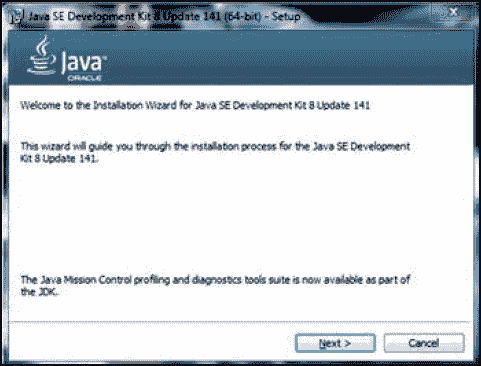 Java SE Development Kit 8 Update 141 (64-bit) - Setup
Java™
ORACLE
Welcome to the Installation Wizard for Java SE Development Kit 8 Update 141
This wizard will guide you through the installation process for the Java SE Development
Kit 8 Update 141.
The Java Mission Control profiling and diagnostics tools suite is now available as part of
the JDK.
Next >
Cancel